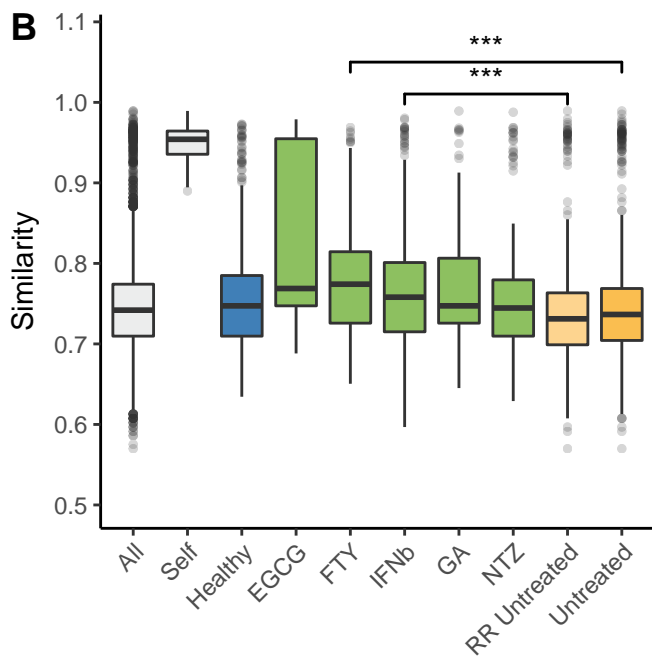 B
1.1
***
***
1.0
0.9
0.8
0.7
0.6
0.5
Similarity
All
Self
Healthy
EGCG
FTY
IFNb
GA
NTZ
RR Untreated
Untreated